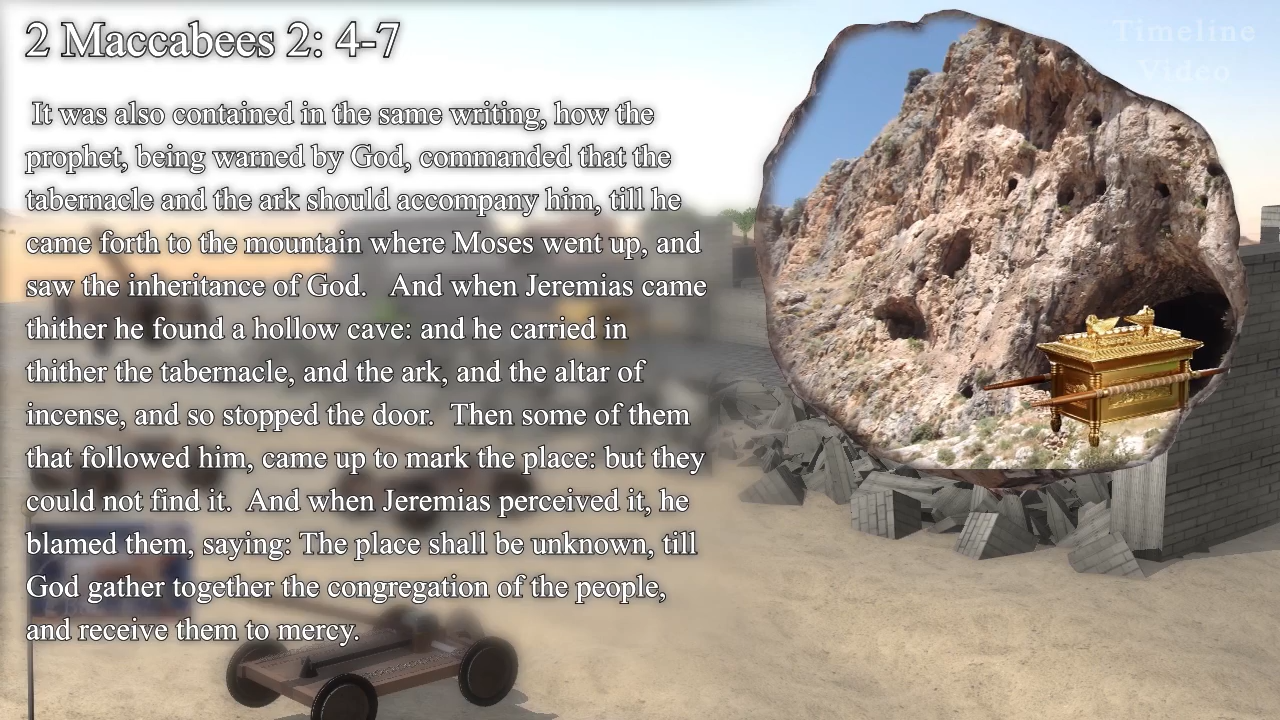 2 Maccabees 2: 4-7
Timeline
Video
It was also contained in the same writing, how the
prophet, being warned by God, commanded that the
tabernacle and the ark should accompany him, till he
came forth to the mountain where Moses went up, and
saw the inheritance of God.   And when Jeremias came
thither he found a hollow cave: and he carried in
thither the tabernacle, and the ark, and the altar of
incense, and so stopped the door.  Then some of them
that followed him, came up to mark the place: but they
could not find it.  And when Jeremias perceived it, he
blamed them, saying: The place shall be unknown, till
God gather together the congregation of the people,
and receive them to mercy.